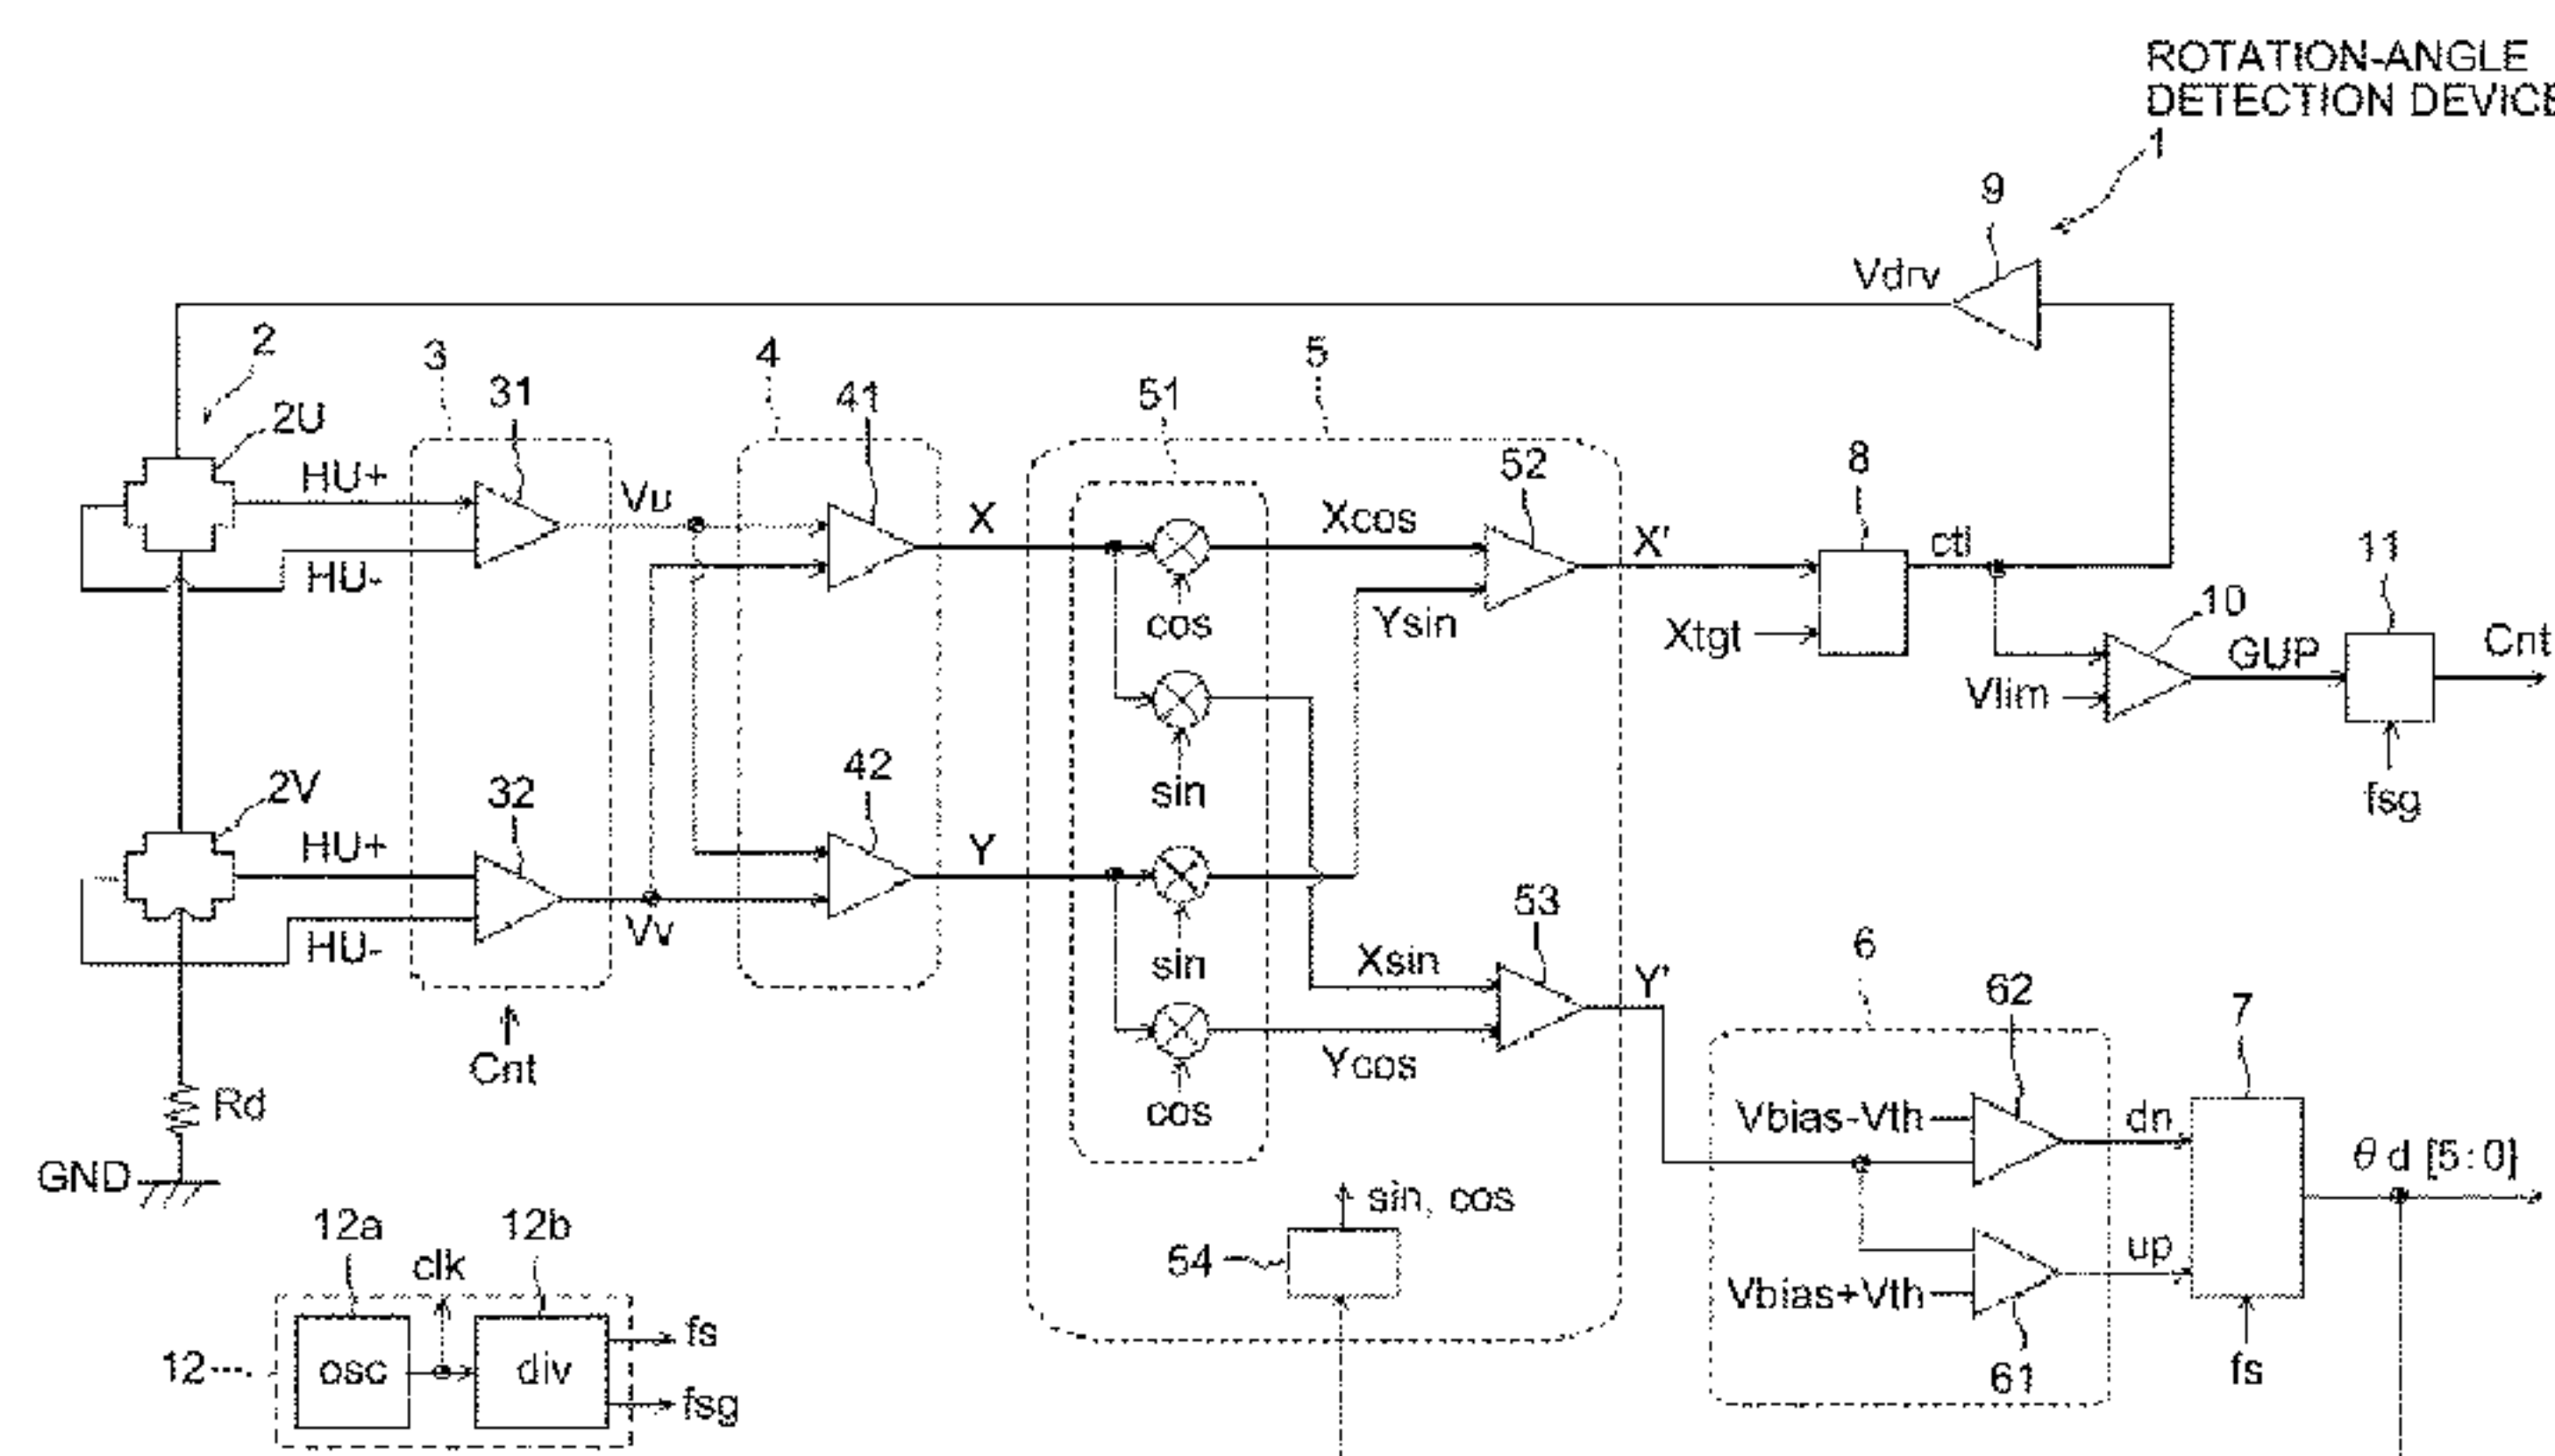 ROTATION-ANGLE
DETECTION DEVICE
1
9
Vdrv
2
3
31
4
41
5
51
52
2U
HU+
HU-
Vu
X
Xcos
cos
Ysin
X'
8
ctl
Xtgt
10
11
GUP
Cnt
Vlim
fsg
sin
2V
32
42
HU+
HU-
Vv
Y
sin
Xsin
53
Y'
Ycos
cos
Cnt
Rd
GND
6
62
7
Vbias-Vth
dn
θd [5:0]
up
Vbias+Vth
61
fs
sin, cos
54
12a
clk
12b
12
osc
div
fs
fsg